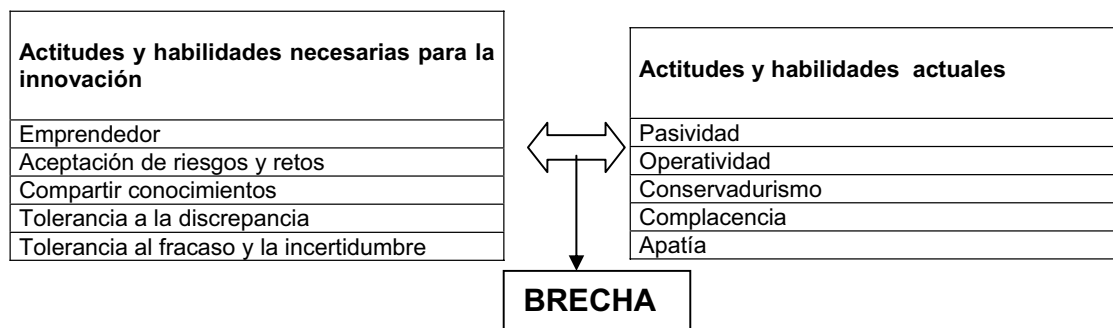 Actitudes y habilidades necesarias para la
innovación
Emprendedor
Aceptación de riesgos y retos
Compartir conocimientos
Tolerancia a la discrepancia
Tolerancia al fracaso y la incertidumbre
Actitudes y habilidades actuales
Pasividad
Operatividad
Conservadurismo
Complacencia
Apatía
BRECHA